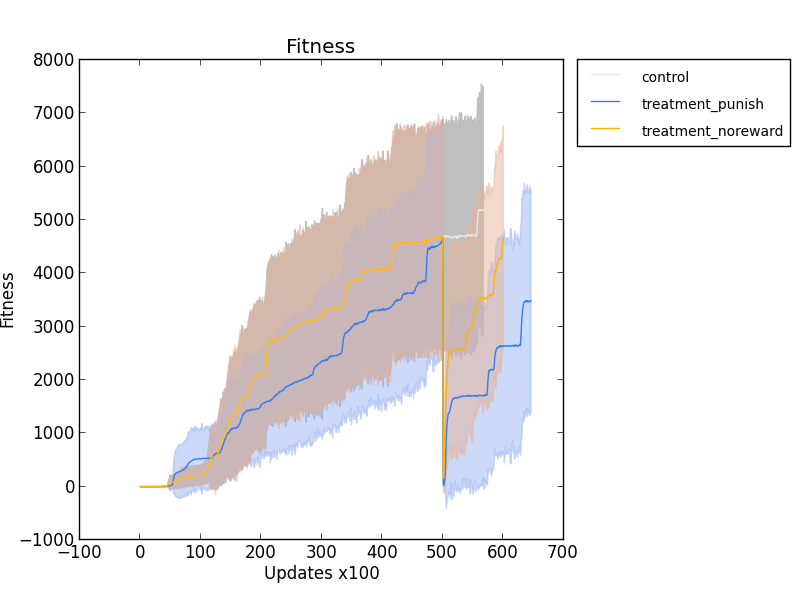 Fitness
8000
7000
6000
5000
4000
3000
2000
1000
0
−1000
Fitness
−100 0 100 200 300 400 500 600 700
Updates x100
control
treatment_punish
treatment_noreward